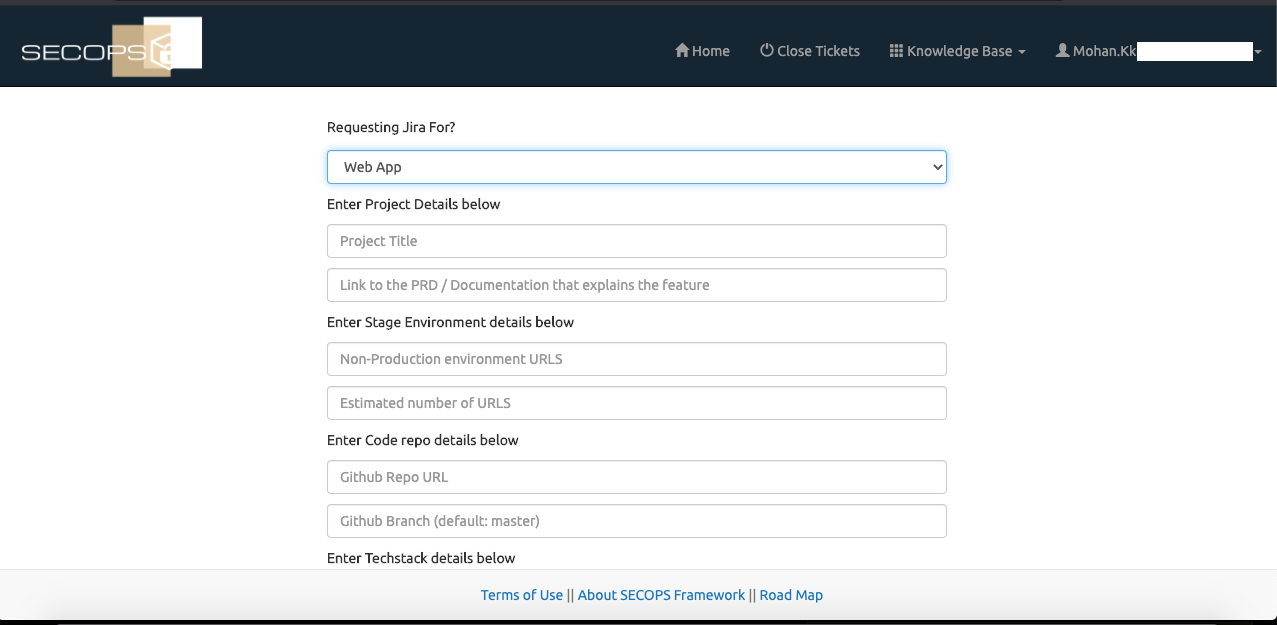 SECOPS
Home Close Tickets Knowledge Base Mohan.Kk
Requesting Jira For?
Web App
Enter Project Details below
Project Title
Link to the PRD / Documentation that explains the feature
Enter Stage Environment details below
Non-Production environment URLS
Estimated number of URLS
Enter Code repo details below
Github Repo URL
Github Branch (default: master)
Enter Techstack details below
Terms of Use || About SECOPS Framework || Road Map